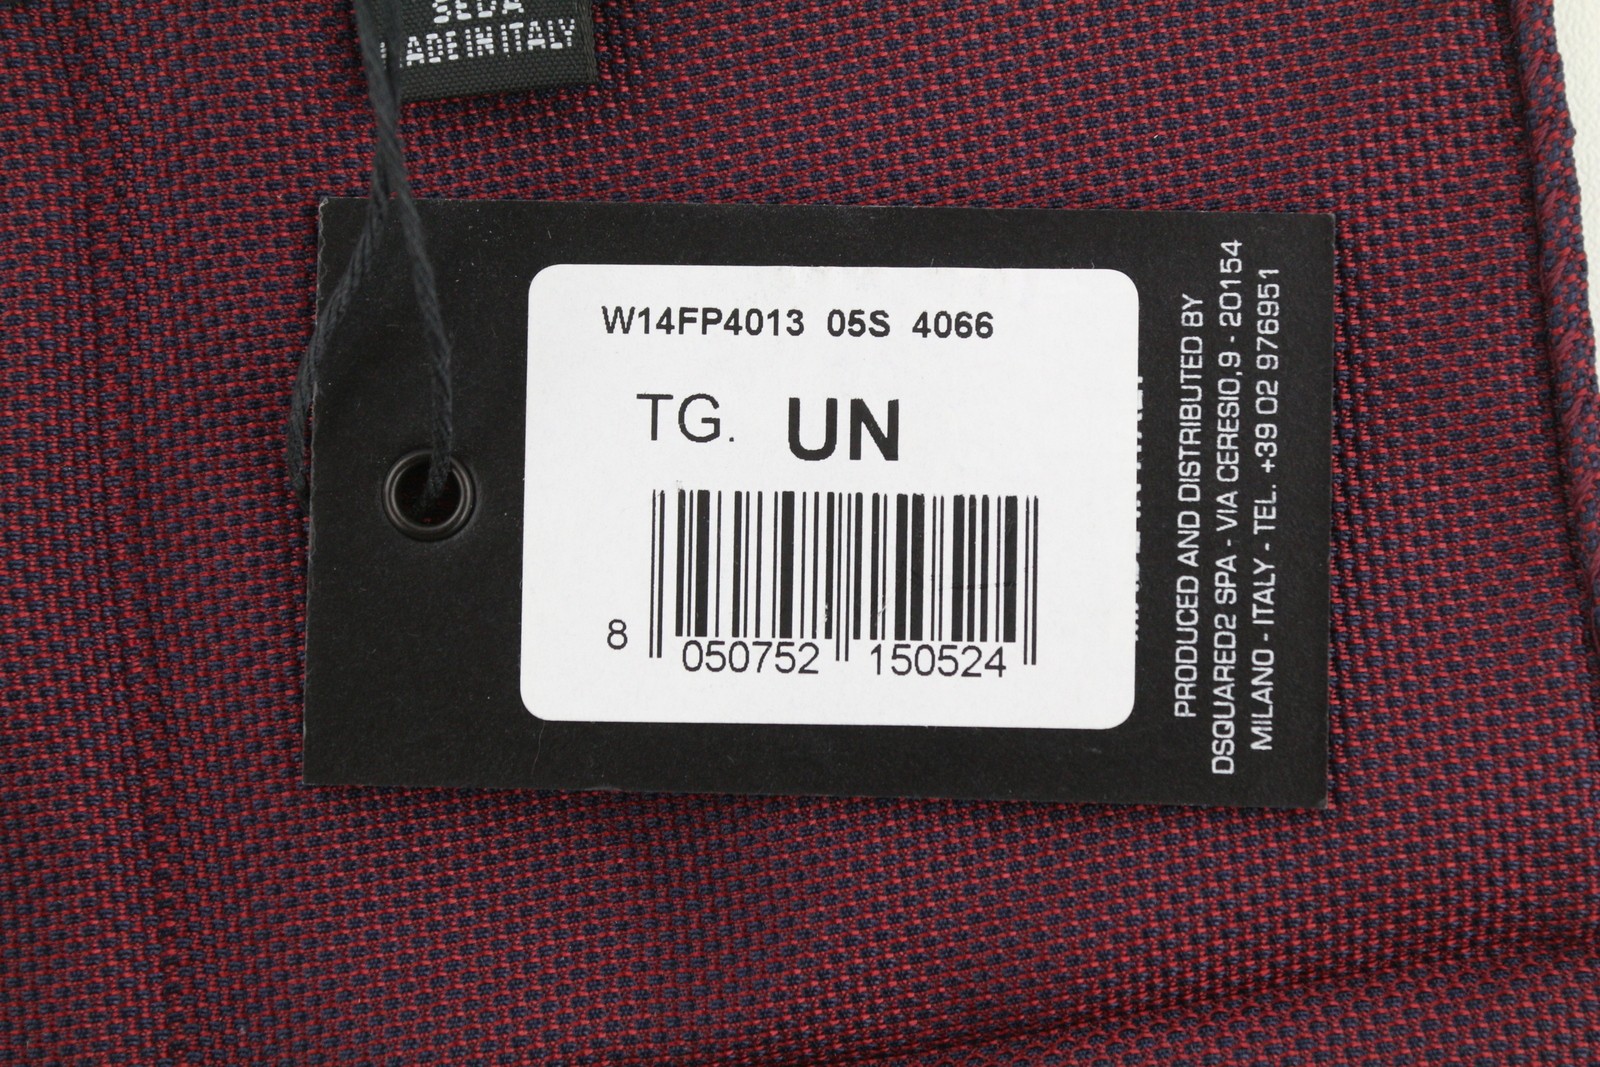 SEDA
MADE IN ITALY
W14FP4013 05S 4066
TG. UN
8 050752 150524
PRODUCED AND DISTRIBUTED BY
DSQUARED2 SPA - VIA CERESIO,9 - 20154
MILANO - ITALY - TEL. +39 02 976951